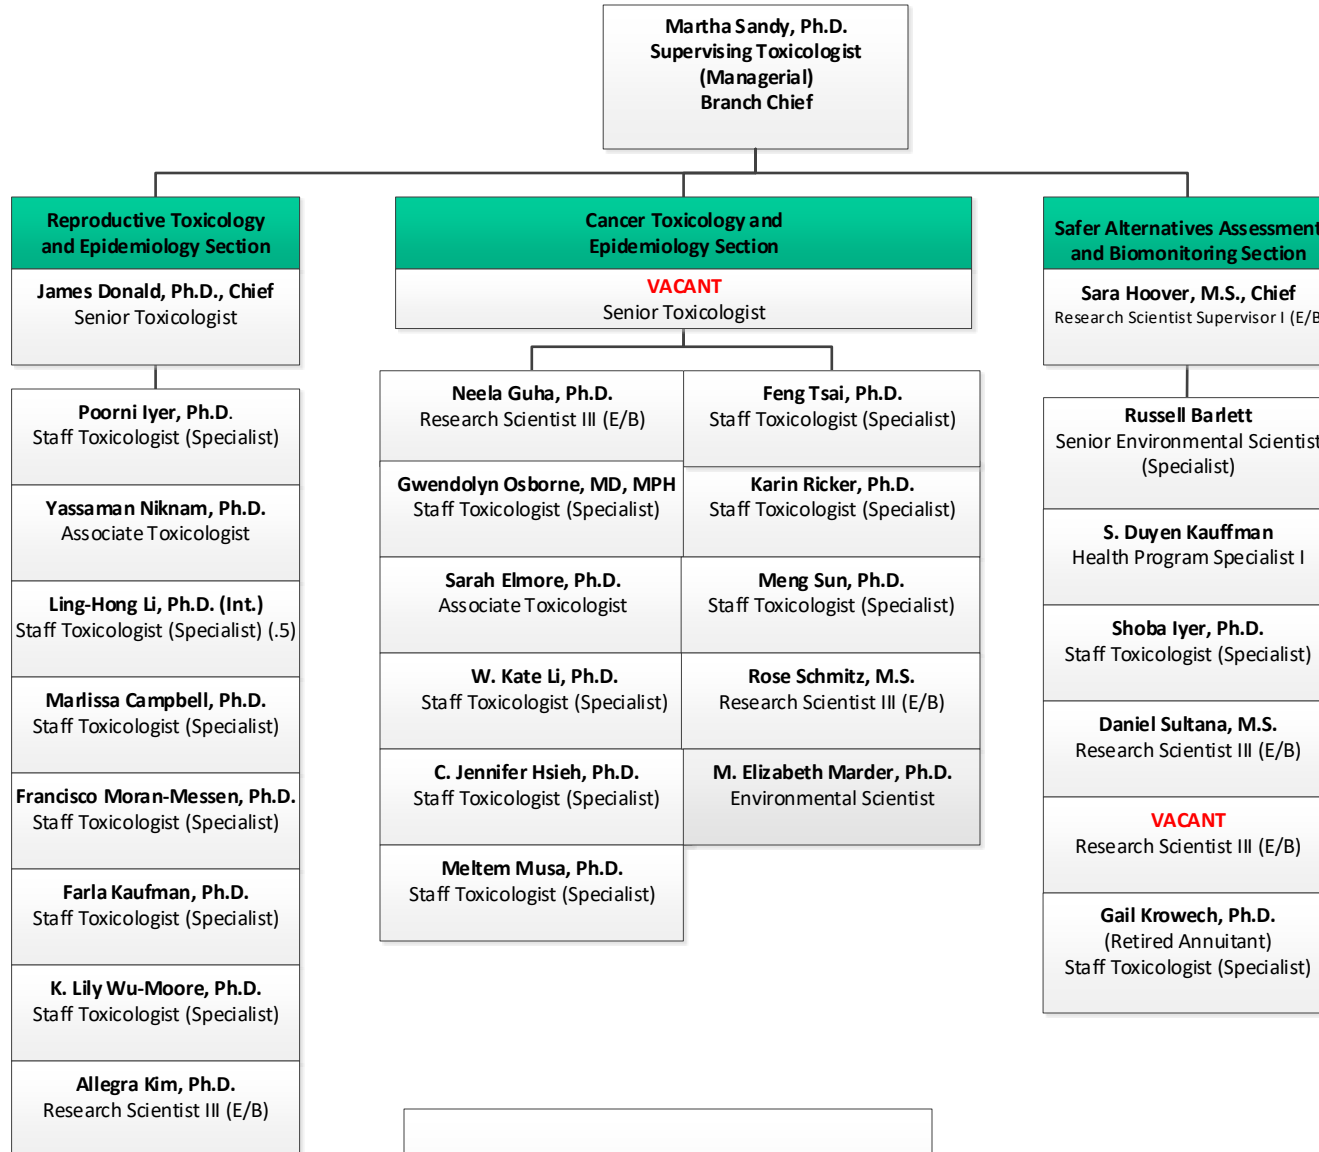 Martha Sandy, Ph.D.
Supervising Toxicologist
(Managerial)
Branch Chief
Reproductive Toxicology
and Epidemiology Section
James Donald, Ph.D., Chief
Senior Toxicologist
Poorni Iyer, Ph.D.
Staff Toxicologist (Specialist)
Yassaman Niknam, Ph.D.
Associate Toxicologist
Ling-Hong Li, Ph.D. (Int.)
Staff Toxicologist (Specialist) (.5)
Marlissa Campbell, Ph.D.
Staff Toxicologist (Specialist)
Francisco Moran-Messen, Ph.D.
Staff Toxicologist (Specialist)
Farla Kaufman, Ph.D.
Staff Toxicologist (Specialist)
K. Lily Wu-Moore, Ph.D.
Staff Toxicologist (Specialist)
Allegra Kim, Ph.D.
Research Scientist III (E/B)
Cancer Toxicology and
Epidemiology Section
VACANT
Senior Toxicologist
Neela Guha, Ph.D.
Research Scientist III (E/B)
Gwendolyn Osborne, MD, MPH
Staff Toxicologist (Specialist)
Sarah Elmore, Ph.D.
Associate Toxicologist
W. Kate Li, Ph.D.
Staff Toxicologist (Specialist)
C. Jennifer Hsieh, Ph.D.
Staff Toxicologist (Specialist)
Meltem Musa, Ph.D.
Staff Toxicologist (Specialist)
Feng Tsai, Ph.D.
Staff Toxicologist (Specialist)
Karin Ricker, Ph.D.
Staff Toxicologist (Specialist)
Meng Sun, Ph.D.
Staff Toxicologist (Specialist)
Rose Schmitz, M.S.
Research Scientist III (E/B)
M. Elizabeth Marder, Ph.D.
Environmental Scientist
Safer Alternatives Assessment
and Biomonitoring Section
Sara Hoover, M.S., Chief
Research Scientist Supervisor I (E/B
Russell Barlett
Senior Environmental Scientist
(Specialist)
S. Duyen Kauffman
Health Program Specialist I
Shoba Iyer, Ph.D.
Staff Toxicologist (Specialist)
Daniel Sultana, M.S.
Research Scientist III (E/B)
VACANT
Research Scientist III (E/B)
Gail Krowech, Ph.D.
(Retired Annuitant)
Staff Toxicologist (Specialist)